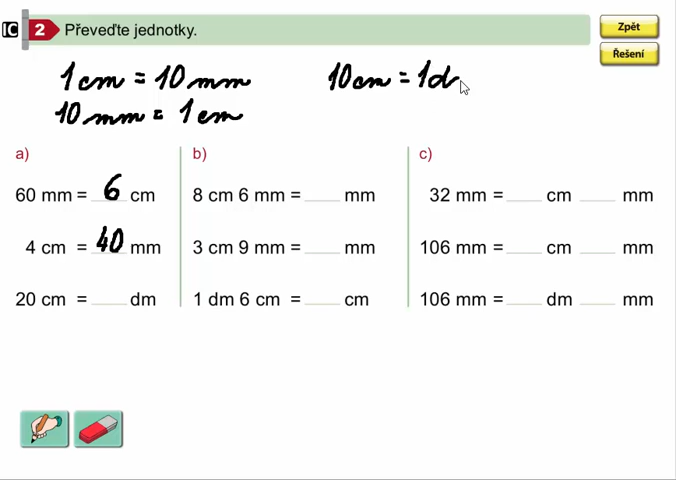 IC 2 Převeďte jednotky.
Zpět
Řešení
1 cm = 10 mm
10 cm = 1 d
10 mm = 1 cm
a)
60 mm = 6 cm
4 cm = 40 mm
20 cm = ___ dm
b)
8 cm 6 mm = ___ mm
3 cm 9 mm = ___ mm
1 dm 6 cm = ___ cm
c)
32 mm = ___ cm ___ mm
106 mm = ___ cm ___ mm
106 mm = ___ dm ___ mm